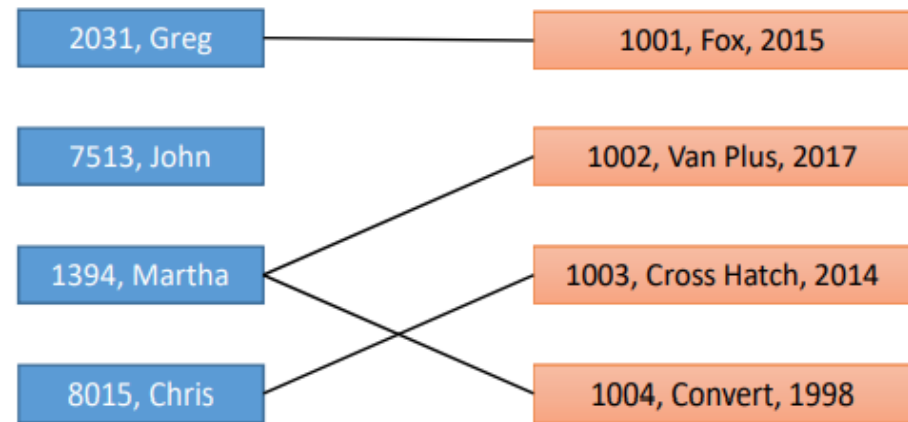 2031, Greg
1001, Fox, 2015
7513, John
1002, Van Plus, 2017
1394, Martha
1003, Cross Hatch, 2014
8015, Chris
1004, Convert, 1998